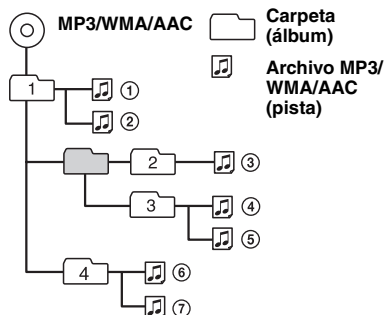 MP3/WMA/AAC
Carpeta
(álbum)
Archivo MP3/
WMA/AAC
(pista)
1
①
②
2
③
3
④
⑤
4
⑥
⑦